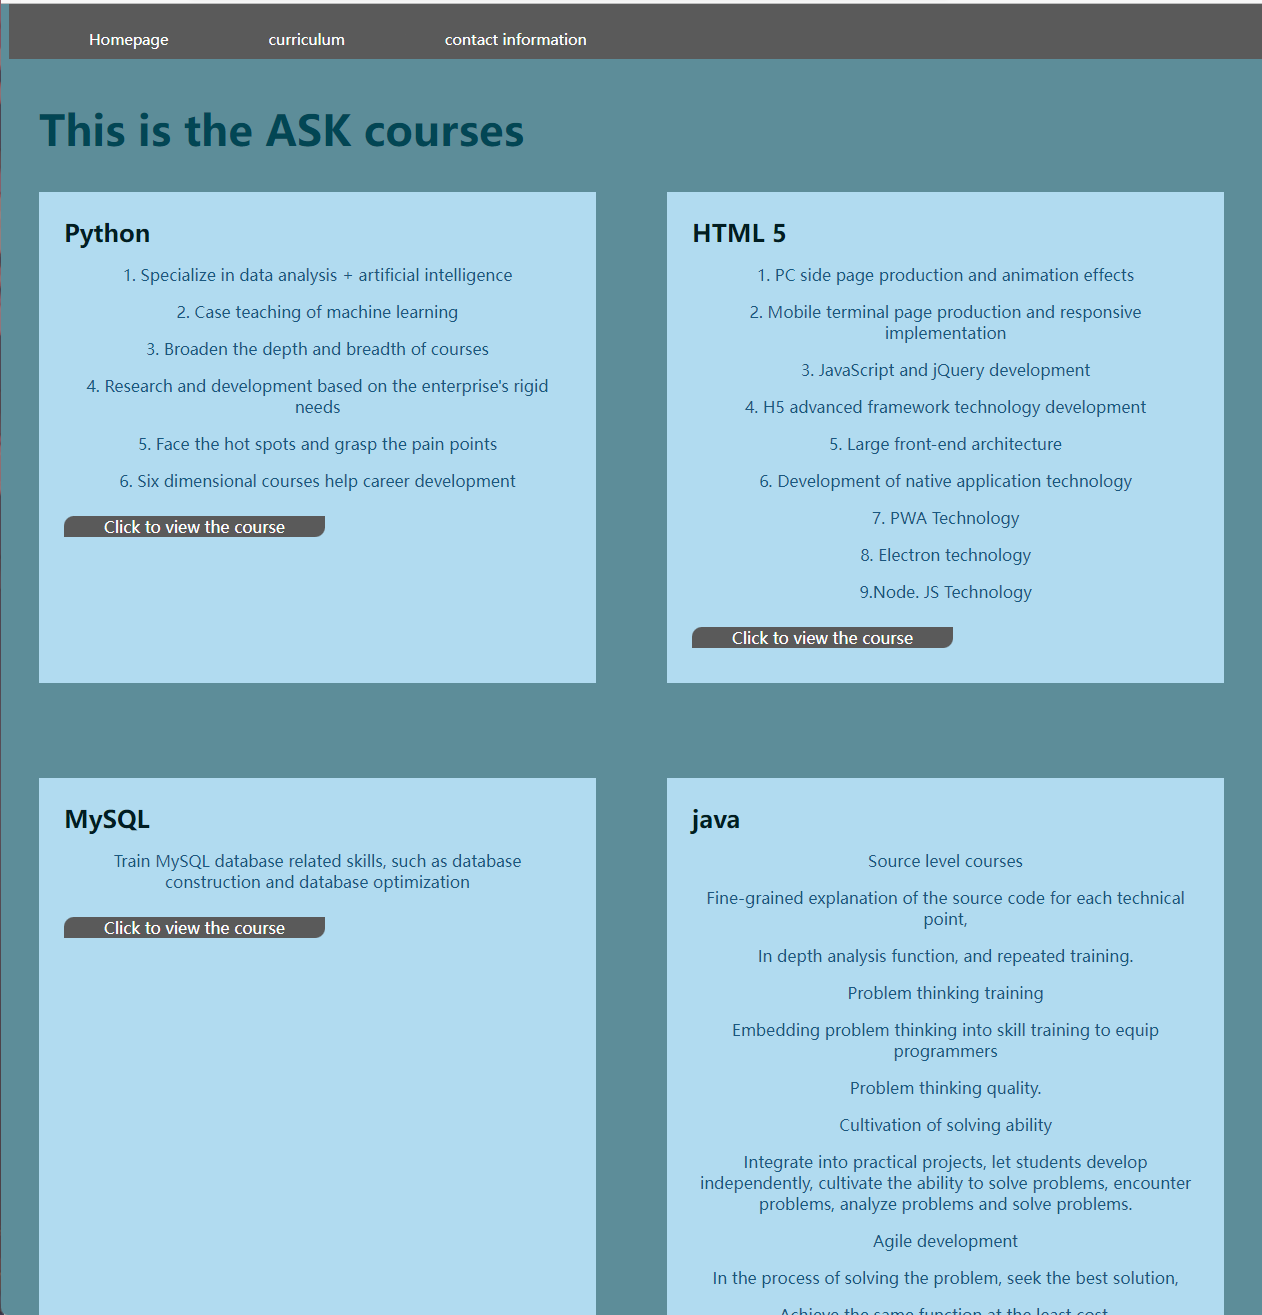 Homepage curriculum contact information
This is the ASK courses
Python
1. Specialize in data analysis + artificial intelligence
2. Case teaching of machine learning
3. Broaden the depth and breadth of courses
4. Research and development based on the enterprise's rigid
needs
5. Face the hot spots and grasp the pain points
6. Six dimensional courses help career development
Click to view the course
HTML 5
1. PC side page production and animation effects
2. Mobile terminal page production and responsive
implementation
3. JavaScript and jQuery development
4. H5 advanced framework technology development
5. Large front-end architecture
6. Development of native application technology
7. PWA Technology
8. Electron technology
9.Node. JS Technology
Click to view the course
MySQL
Train MySQL database related skills, such as database
construction and database optimization
Click to view the course
java
Source level courses
Fine-grained explanation of the source code for each technical
point,
In depth analysis function, and repeated training.
Problem thinking training
Embedding problem thinking into skill training to equip
programmers
Problem thinking quality.
Cultivation of solving ability
Integrate into practical projects, let students develop
independently, cultivate the ability to solve problems, encounter
problems, analyze problems and solve problems.
Agile development
In the process of solving the problem, seek the best solution,
Achieve the same function at the least cost